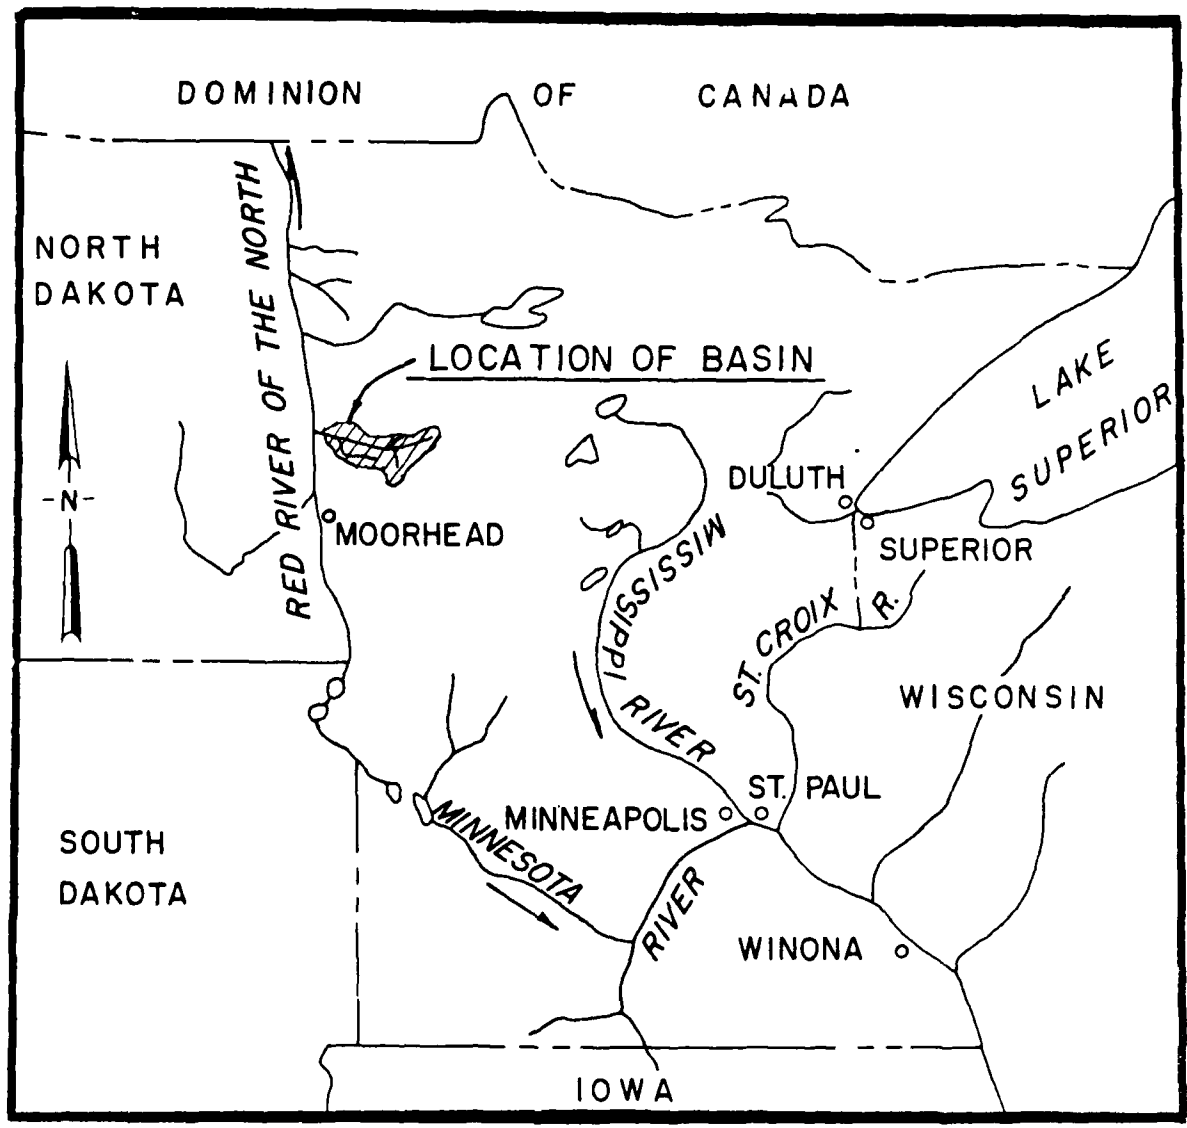 DOMINION OF CANADA
NORTH
DAKOTA
RED RIVER OF THE NORTH
LOCATION OF BASIN
LAKE
SUPERIOR
-N-
MOORHEAD
DULUTH
SUPERIOR
MISSISSIPPI
RIVER
ST. CROIX R.
WISCONSIN
ST. PAUL
MINNEAPOLIS
MINNESOTA
RIVER
SOUTH
DAKOTA
WINONA
IOWA